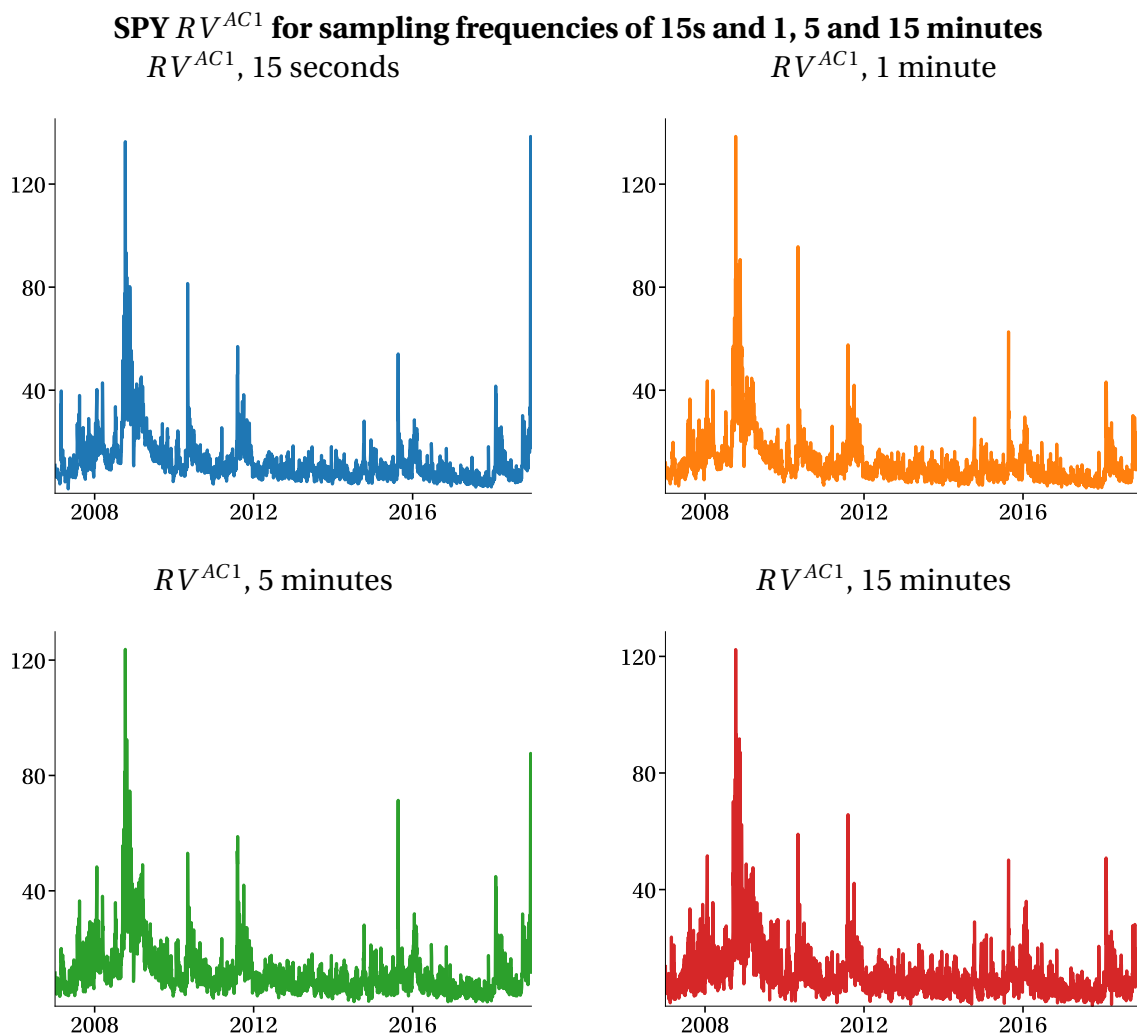 SPY RV^{AC1} for sampling frequencies of 15s and 1, 5 and 15 minutes
RV^{AC1}, 15 seconds
120
80
40
2008 2012 2016
RV^{AC1}, 1 minute
120
80
40
2008 2012 2016
RV^{AC1}, 5 minutes
120
80
40
2008 2012 2016
RV^{AC1}, 15 minutes
120
80
40
2008 2012 2016